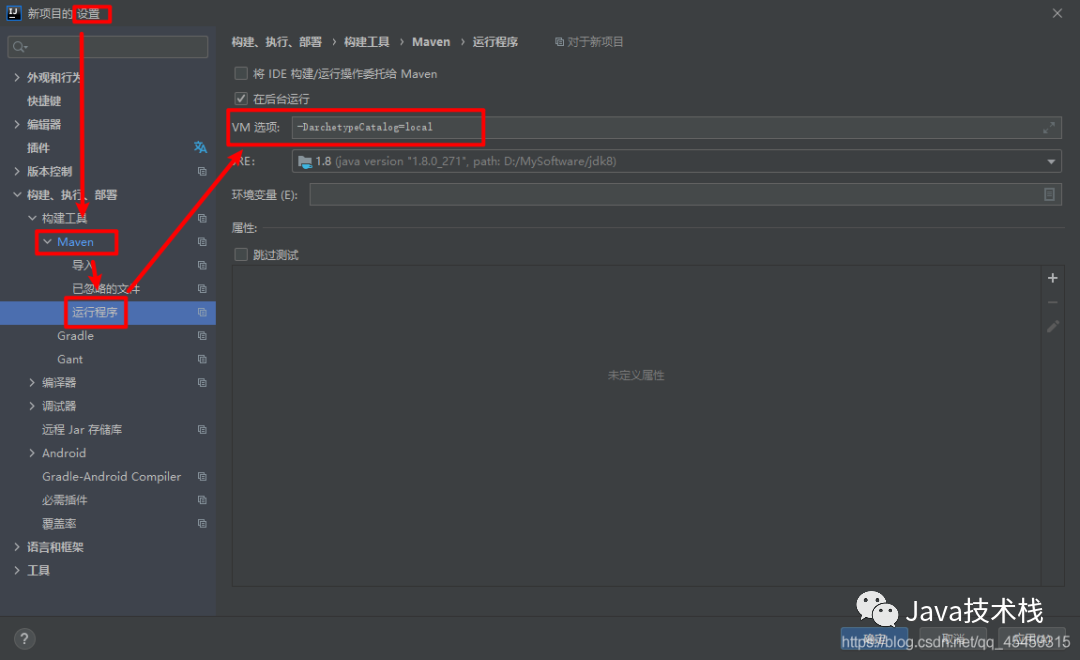 新项目的设置
外观和行为
快捷键
编辑器
插件
版本控制
构建、执行、部署
构建工具
Maven
导入
已忽略的文件
运行程序
Gradle
Gant
编译器
调试器
远程 Jar 存储库
Android
Gradle-Android Compiler
必需插件
覆盖率
语言和框架
工具
构建、执行、部署 › 构建工具 › Maven › 运行程序 对于新项目
将 IDE 构建/运行操作委托给 Maven
在后台运行
VM 选项: -DarchetypeCatalog=local
JRE: 1.8 (java version "1.8.0_271", path: D:/MySoftware/jdk8)
环境变量 (E):
属性:
跳过测试
未定义属性
Java技术栈
确定 取消
https://blog.csdn.net/qq_45459315
?